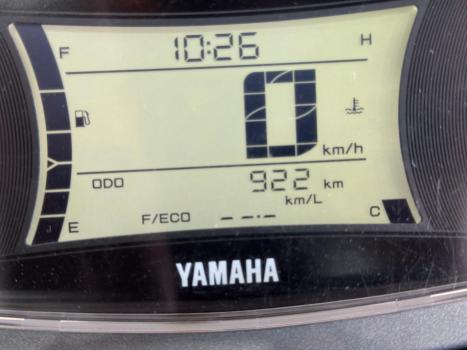 F 10:26 H
0 km/h
ODO 922 km
km/L
F/ECO --.-
E C
YAMAHA